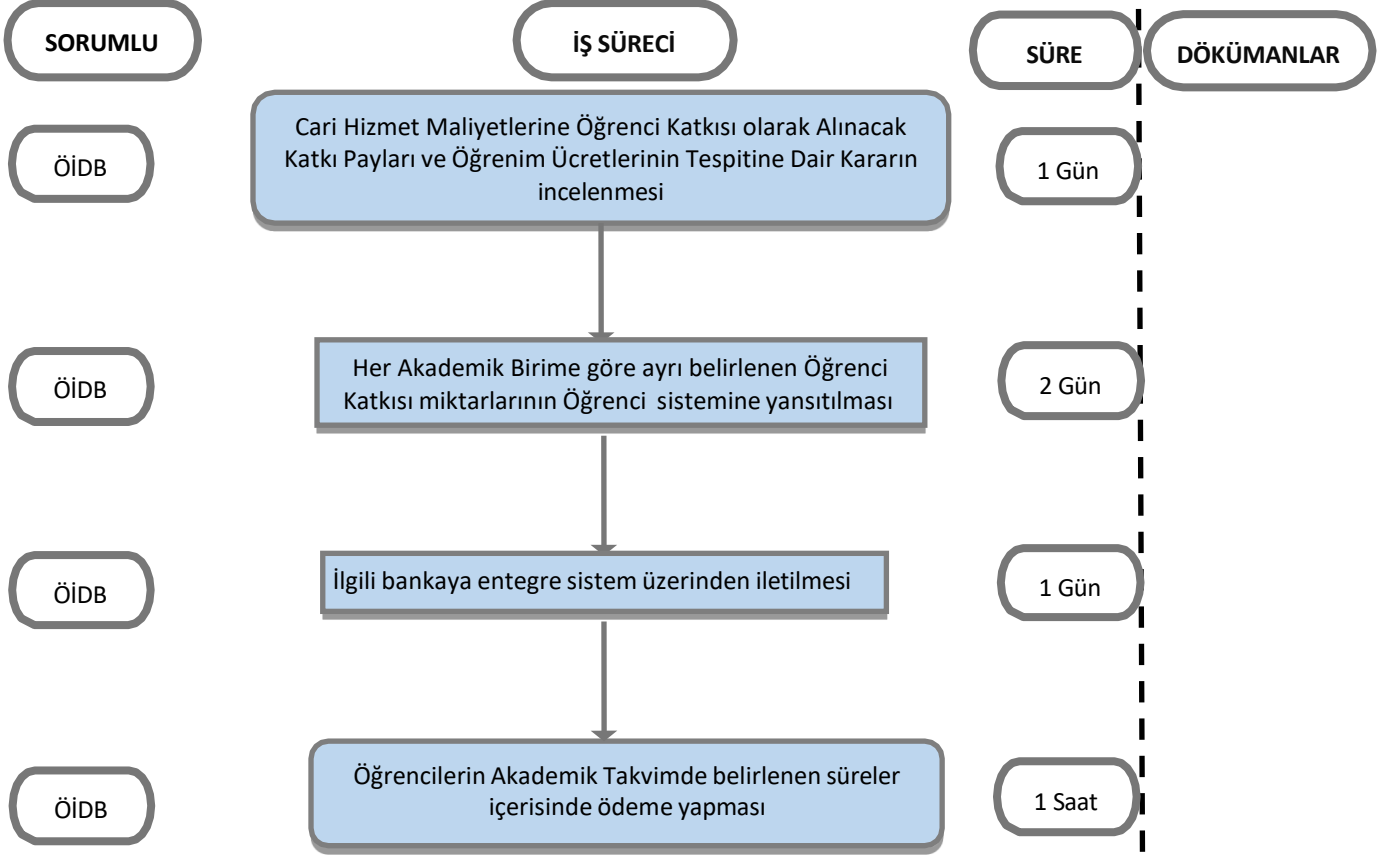 SORUMLU
İŞ SÜRECİ
SÜRE
DÖKÜMANLAR
ÖİDB
Cari Hizmet Maliyetlerine Öğrenci Katkısı olarak Alınacak
Katkı Payları ve Öğrenim Ücretlerinin Tespitine Dair Kararın
incelenmesi
1 Gün
ÖİDB
Her Akademik Birime göre ayrı belirlenen Öğrenci
Katkısı miktarlarının Öğrenci sistemine yansıtılması
2 Gün
ÖİDB
İlgili bankaya entegre sistem üzerinden iletilmesi
1 Gün
ÖİDB
Öğrencilerin Akademik Takvimde belirlenen süreler
içerisinde ödeme yapması
1 Saat